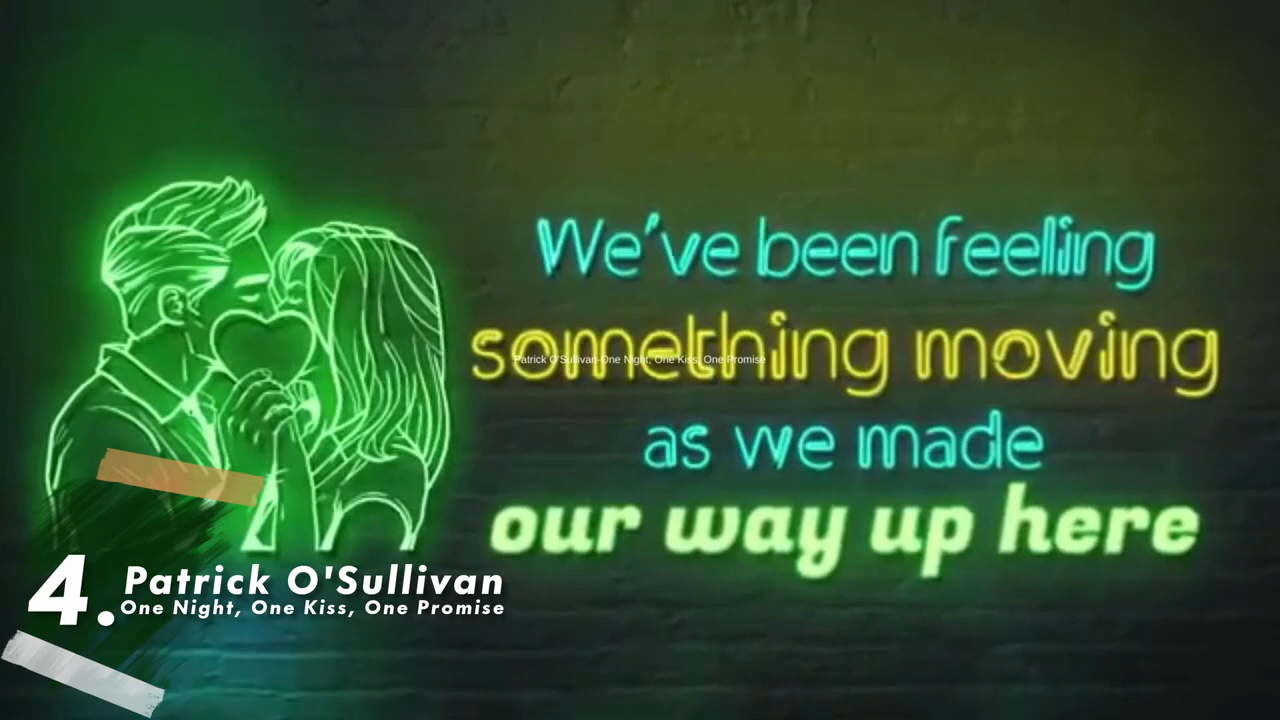 We've been feeling
something moving
Patrick O'Sullivan-One Night, One Kiss, One Promise
as we made
our way up here
4. Patrick O'Sullivan
One Night, One Kiss, One Promise